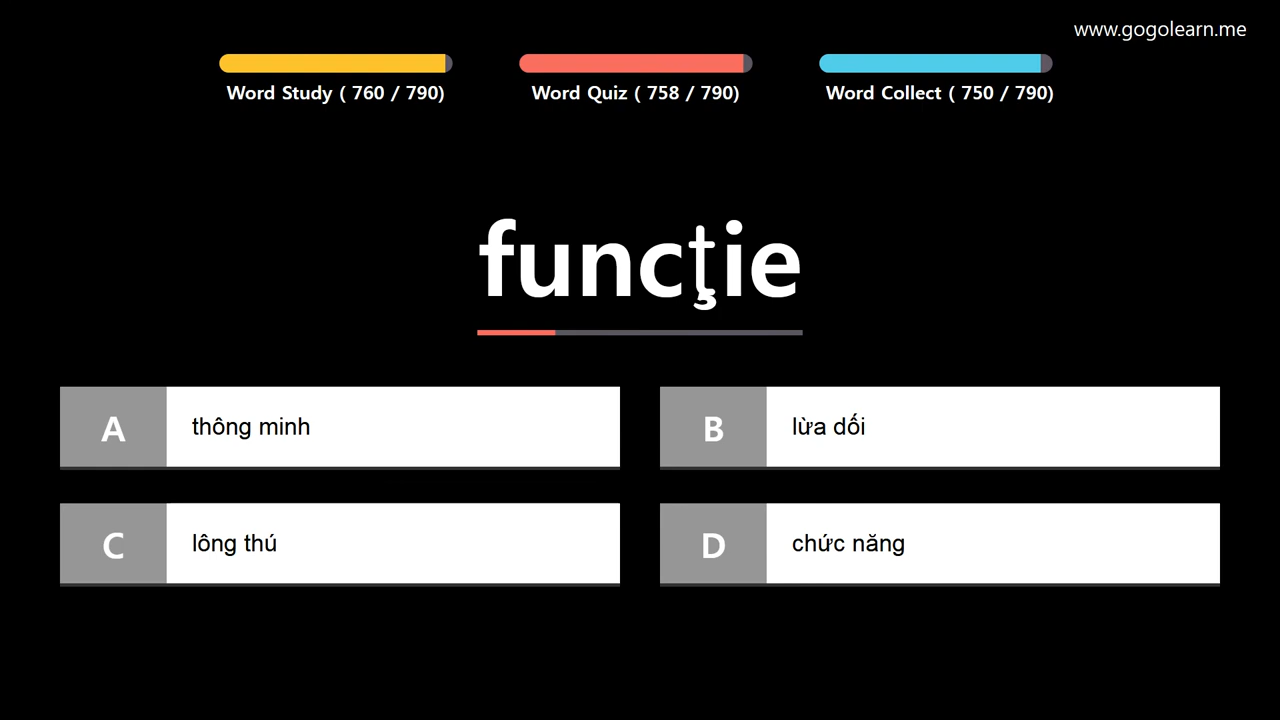 www.gogolearn.me
Word Study ( 760 / 790)
Word Quiz ( 758 / 790)
Word Collect ( 750 / 790)
funcţie
A
thông minh
B
lừa dối
C
lông thú
D
chức năng